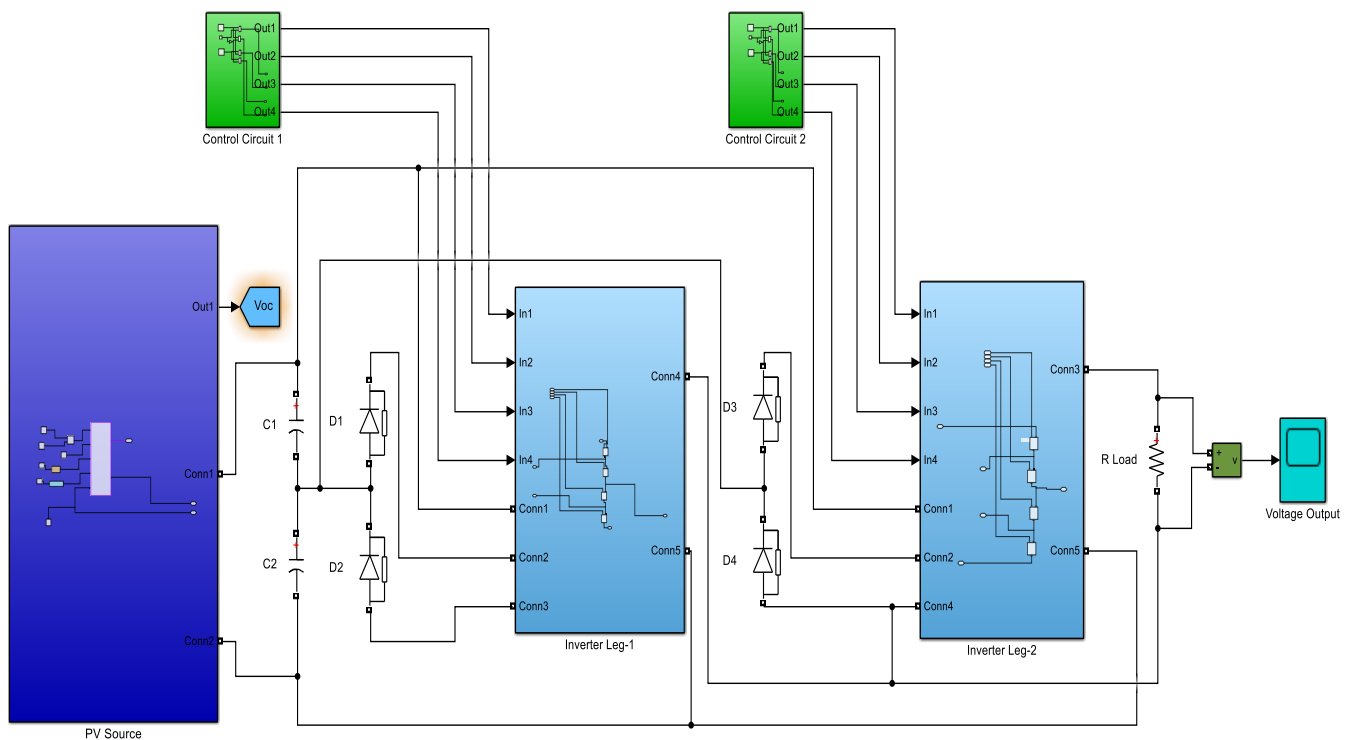 Out1
Out2
Out3
Out4
Control Circuit 1
Out1
Out2
Out3
Out4
Control Circuit 2
Out1
Voc
Conn1
Conn2
PV Source
C1
C2
D1
D2
In1
In2
In3
In4
Conn1
Conn2
Conn3
Conn4
Conn5
Inverter Leg-1
D3
D4
In1
In2
In3
In4
Conn1
Conn2
Conn4
Conn3
Conn5
Inverter Leg-2
R Load
+
-
v
Voltage Output